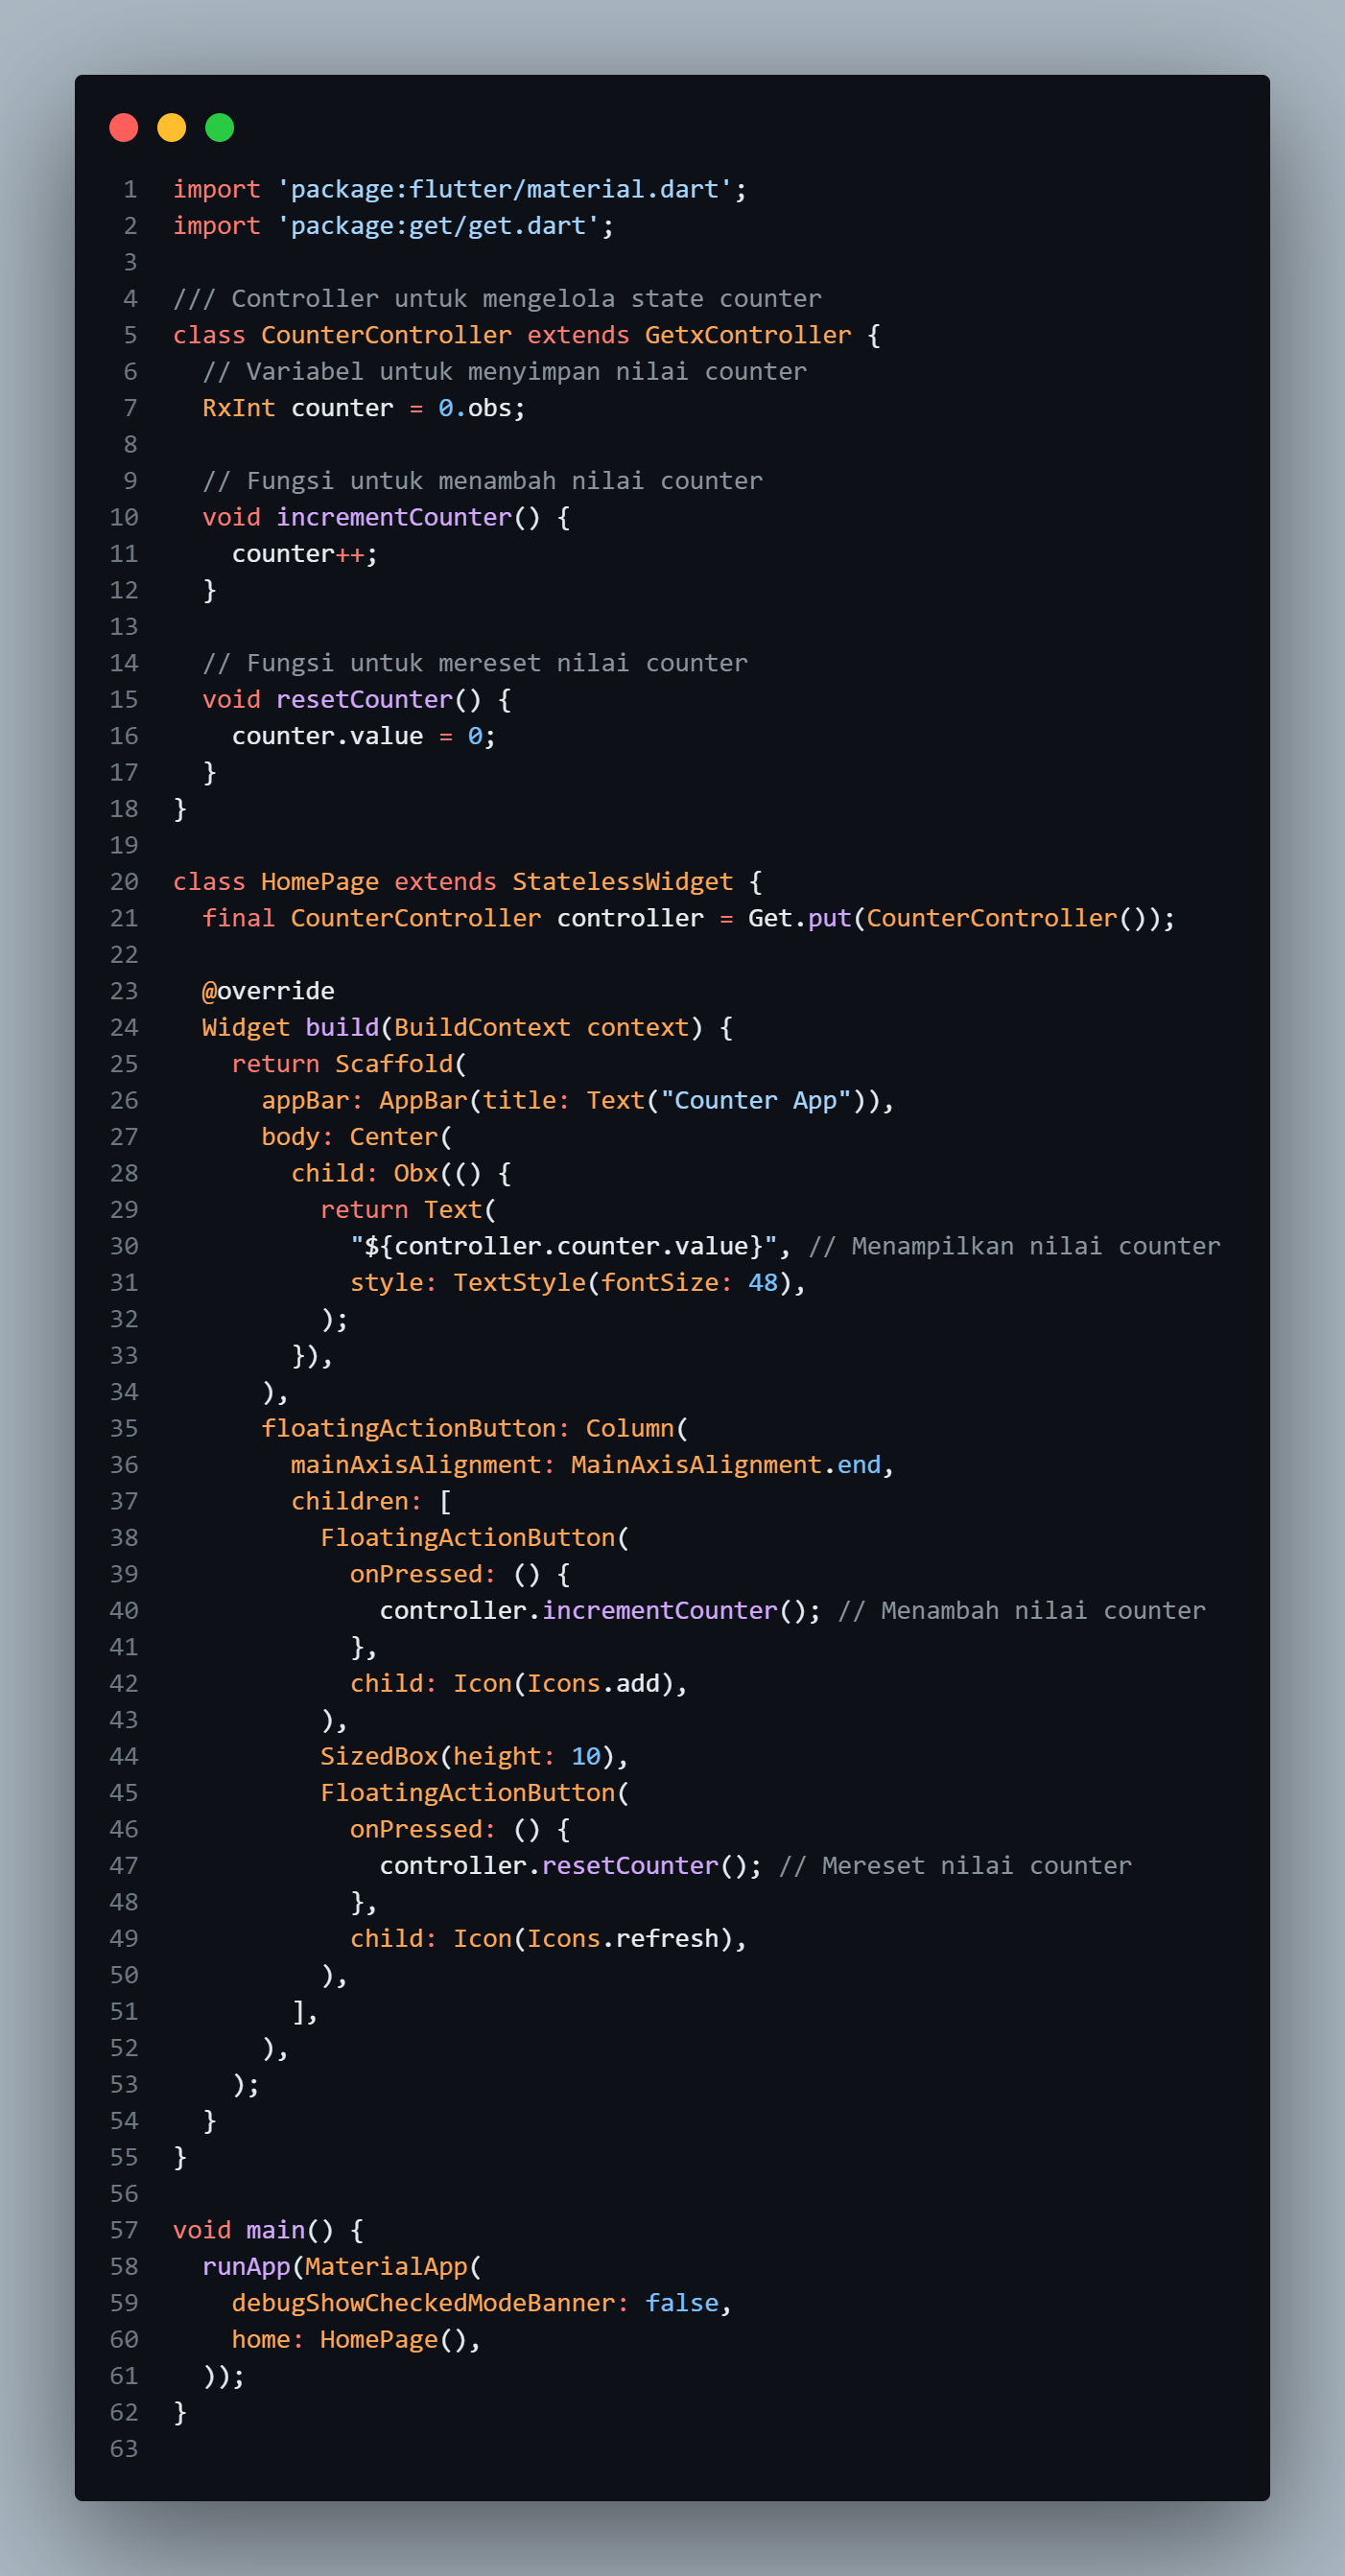 1 import 'package:flutter/material.dart';
2 import 'package:get/get.dart';
3
4 /// Controller untuk mengelola state counter
5 class CounterController extends GetxController {
6   // Variabel untuk menyimpan nilai counter
7   RxInt counter = 0.obs;
8
9   // Fungsi untuk menambah nilai counter
10   void incrementCounter() {
11     counter++;
12   }
13
14   // Fungsi untuk mereset nilai counter
15   void resetCounter() {
16     counter.value = 0;
17   }
18 }
19
20 class HomePage extends StatelessWidget {
21   final CounterController controller = Get.put(CounterController());
22
23   @override
24   Widget build(BuildContext context) {
25     return Scaffold(
26       appBar: AppBar(title: Text("Counter App")),
27       body: Center(
28         child: Obx(() {
29           return Text(
30             "${controller.counter.value}", // Menampilkan nilai counter
31             style: TextStyle(fontSize: 48),
32           );
33         }),
34       ),
35       floatingActionButton: Column(
36         mainAxisAlignment: MainAxisAlignment.end,
37         children: [
38           FloatingActionButton(
39             onPressed: () {
40               controller.incrementCounter(); // Menambah nilai counter
41             },
42             child: Icon(Icons.add),
43           ),
44           SizedBox(height: 10),
45           FloatingActionButton(
46             onPressed: () {
47               controller.resetCounter(); // Mereset nilai counter
48             },
49             child: Icon(Icons.refresh),
50           ),
51         ],
52       ),
53     );
54   }
55 }
56
57 void main() {
58   runApp(MaterialApp(
59     debugShowCheckedModeBanner: false,
60     home: HomePage(),
61   ));
62 }
63